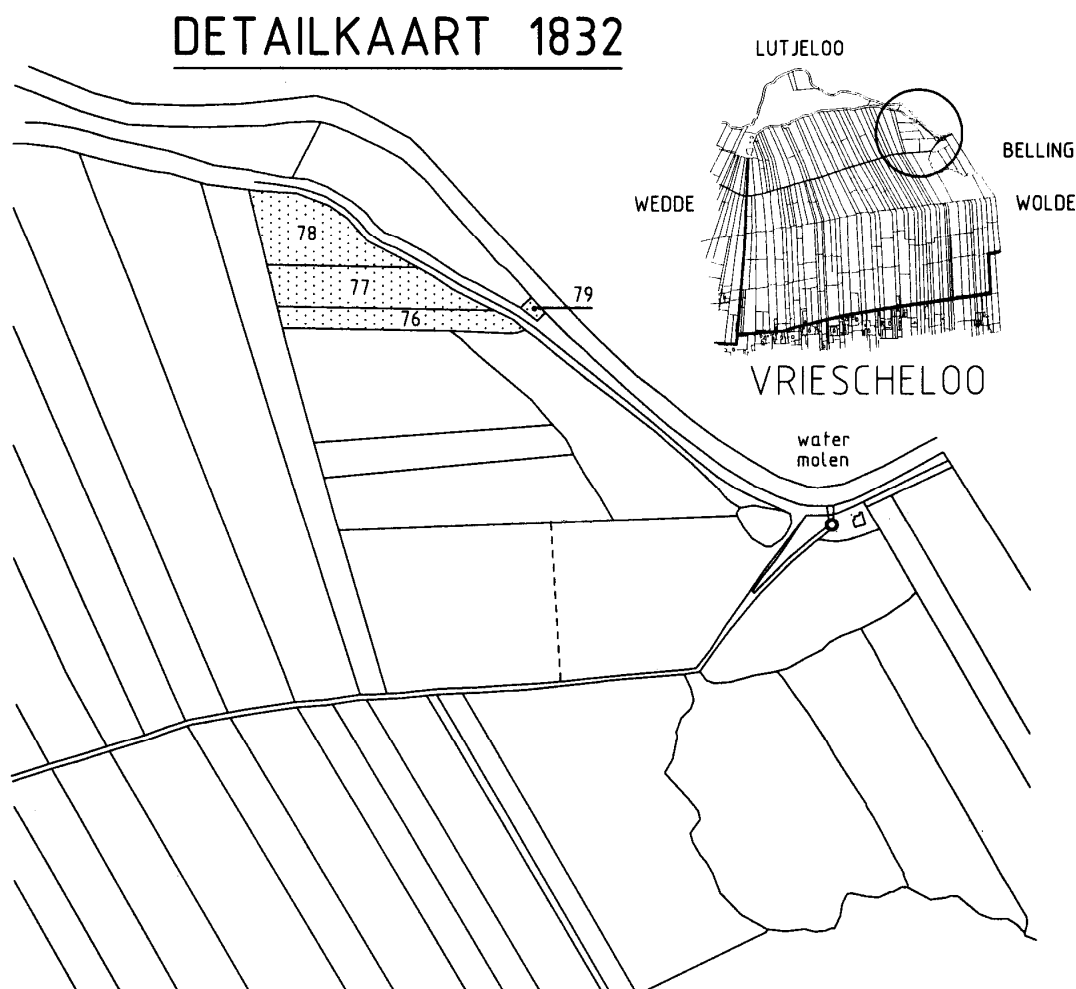 DETAILKAART 1832
LUTJELOO
BELLING
WEDDE
WOLDE
VRIESCHELOO
78
77
79
76
water
molen